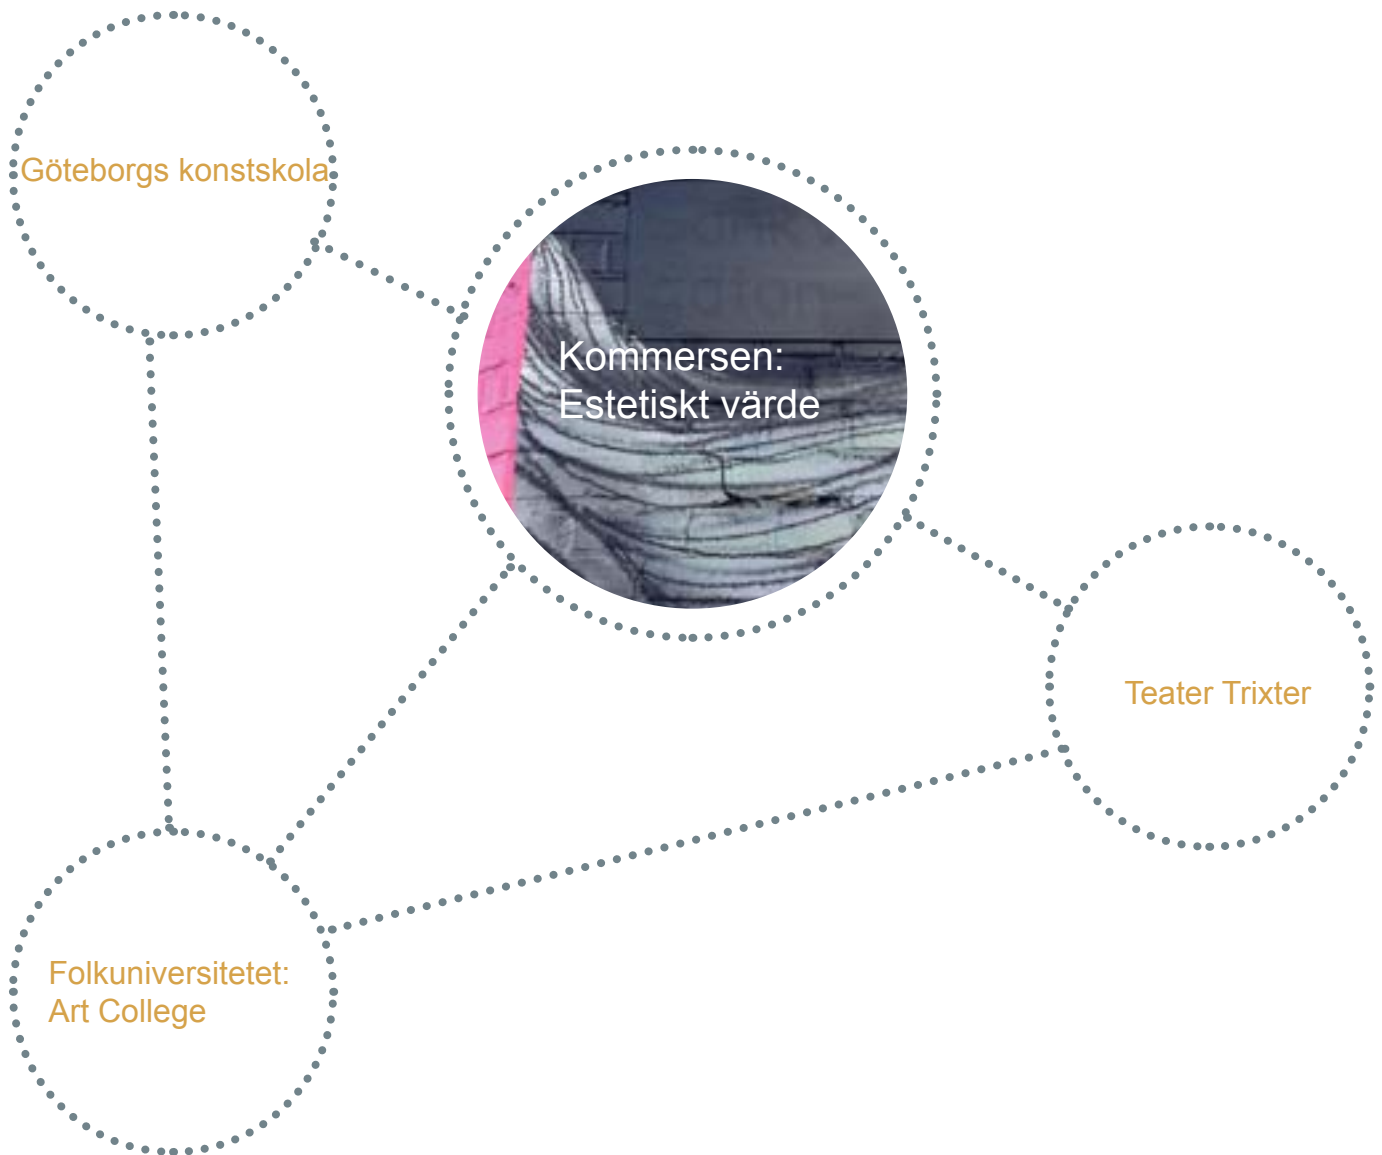 Göteborgs konstskola
Kommersen:
Estetiskt värde
Teater Trixter
Folkuniversitetet:
Art College